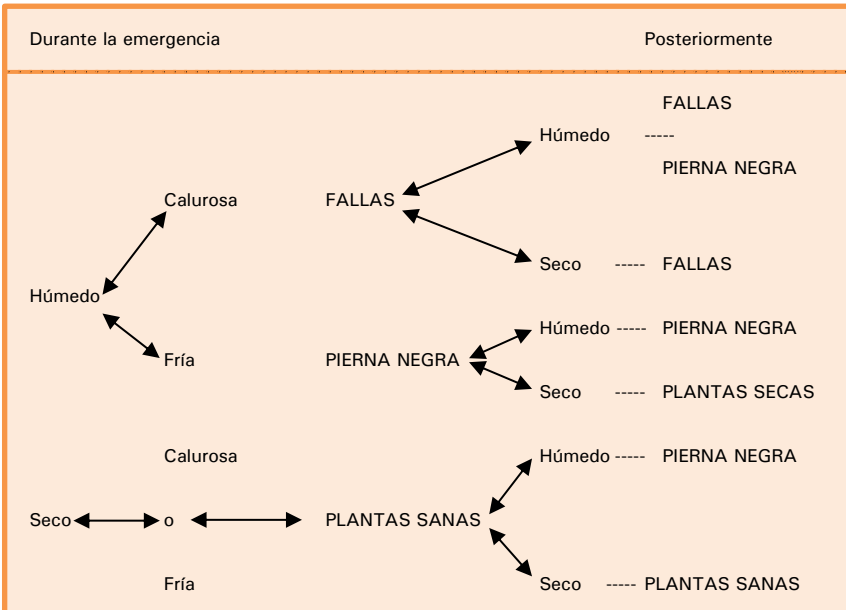 Durante la emergencia Posteriormente
FALLAS
Húmedo -----
PIERNA NEGRA
Calurosa FALLAS
Seco ----- FALLAS
Húmedo
Húmedo ----- PIERNA NEGRA
Fría PIERNA NEGRA
Seco ----- PLANTAS SECAS
Calurosa Húmedo ----- PIERNA NEGRA
Seco o PLANTAS SANAS
Fría Seco ----- PLANTAS SANAS